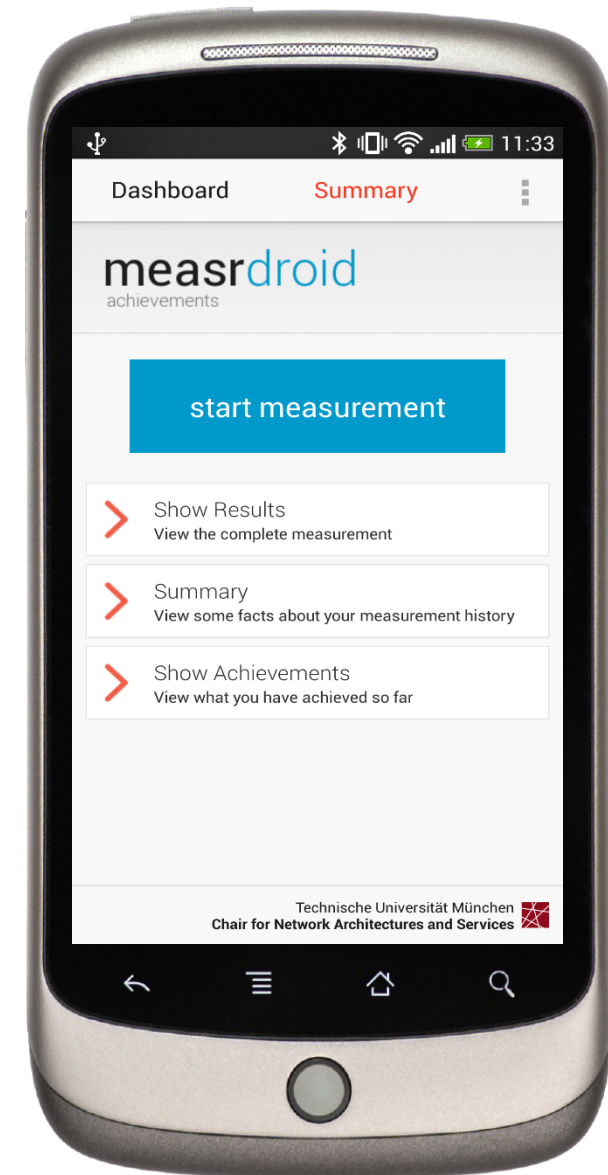 11:33
Dashboard
Summary
measrdroid
achievements
start measurement
Show Results
View the complete measurement
Summary
View some facts about your measurement history
Show Achievements
View what you have achieved so far
Technische Universität München
Chair for Network Architectures and Services